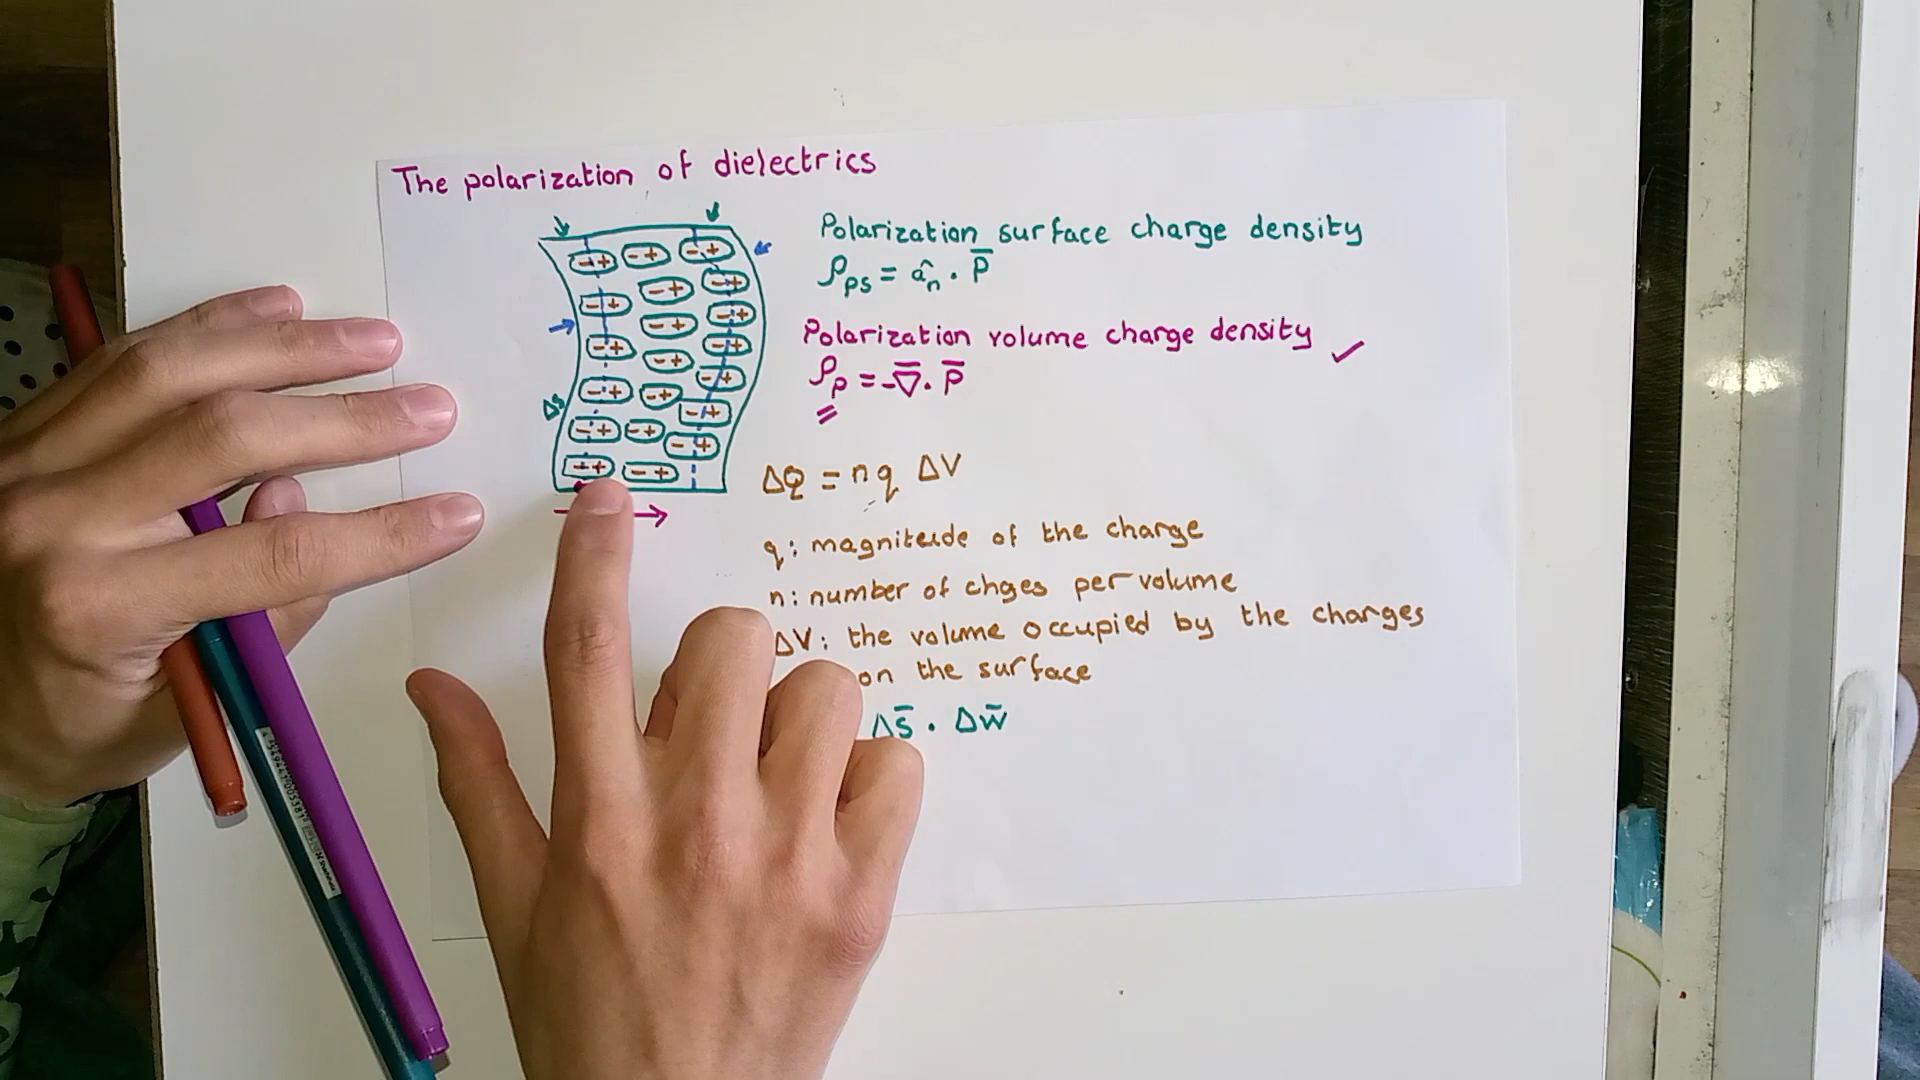 The polarization of dielectrics
Polarization surface charge density
ρps = ân · P̄
Polarization volume charge density ✓
ρp = -∇̄ · P̄
Δs
ΔQ = nq ΔV
q: magnitude of the charge
n: number of chges per volume
ΔV: the volume occupied by the charges
on the surface
Δs̄ · Δw̄